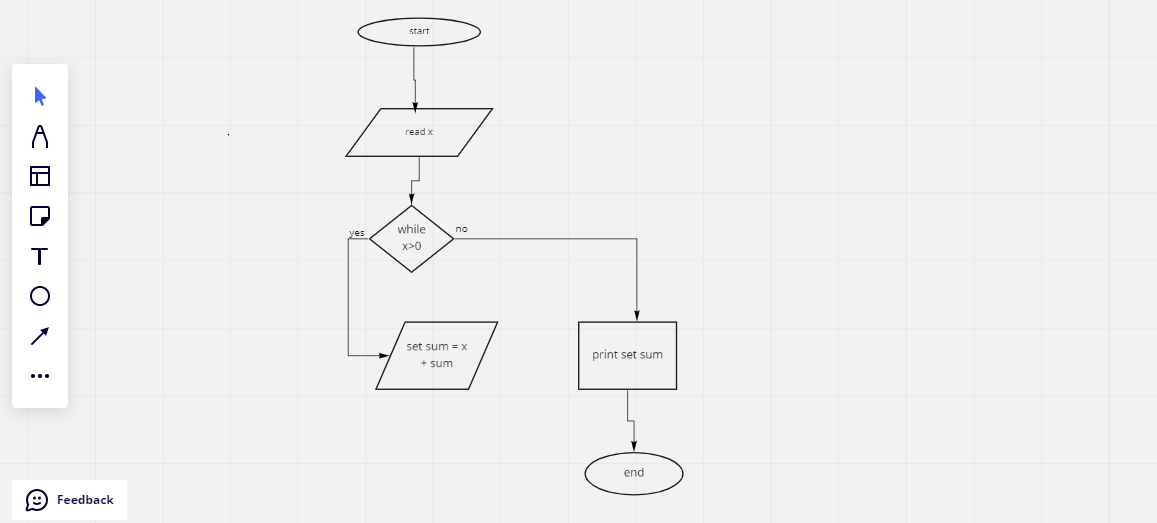 start
read x
yes
no
while
x>0
set sum = x
+ sum
print set sum
end
Feedback